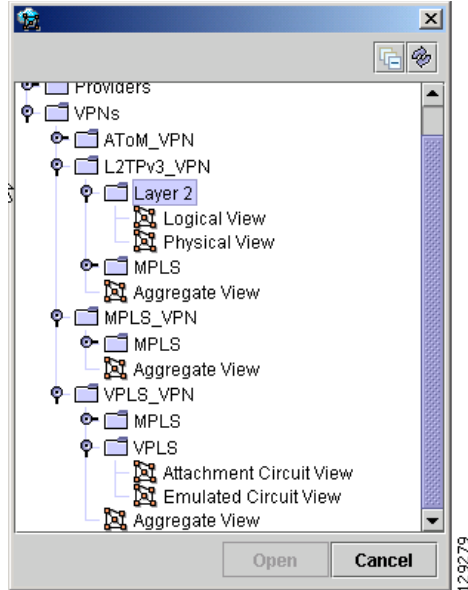 Providers
VPNs
AToM_VPN
L2TPv3_VPN
Layer 2
Logical View
Physical View
MPLS
Aggregate View
MPLS_VPN
MPLS
Aggregate View
VPLS_VPN
MPLS
VPLS
Attachment Circuit View
Emulated Circuit View
Aggregate View
Open
Cancel
129279